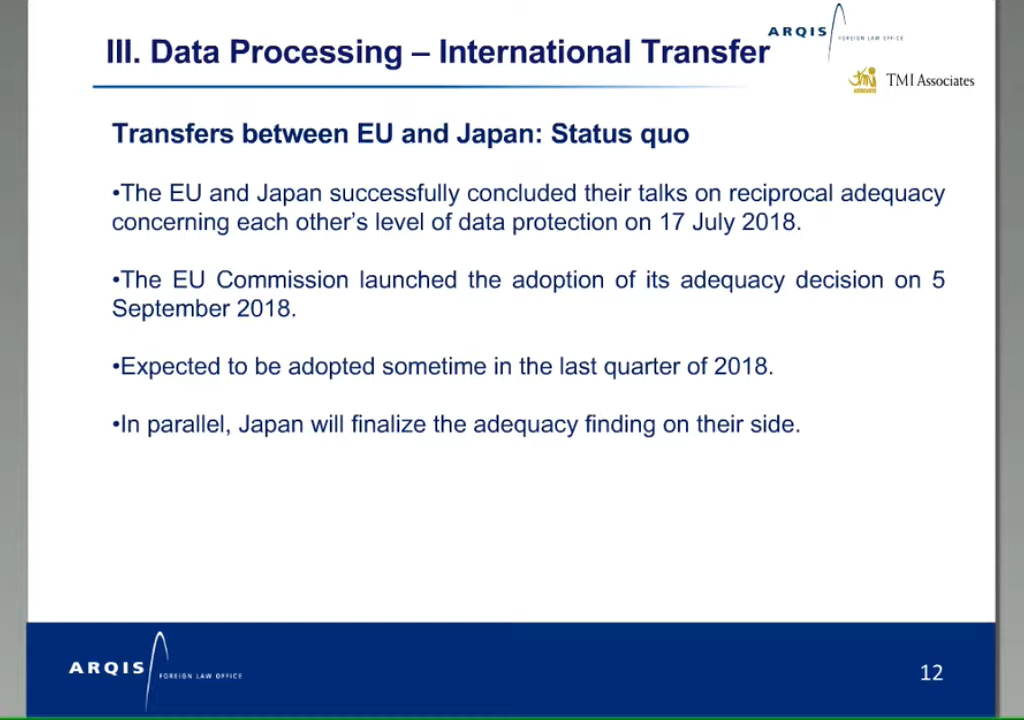 III. Data Processing – International Transfer
ARQIS
FOREIGN LAW OFFICE
TMI Associates
Transfers between EU and Japan: Status quo
•The EU and Japan successfully concluded their talks on reciprocal adequacy
concerning each other’s level of data protection on 17 July 2018.
•The EU Commission launched the adoption of its adequacy decision on 5
September 2018.
•Expected to be adopted sometime in the last quarter of 2018.
•In parallel, Japan will finalize the adequacy finding on their side.
ARQIS
FOREIGN LAW OFFICE
12